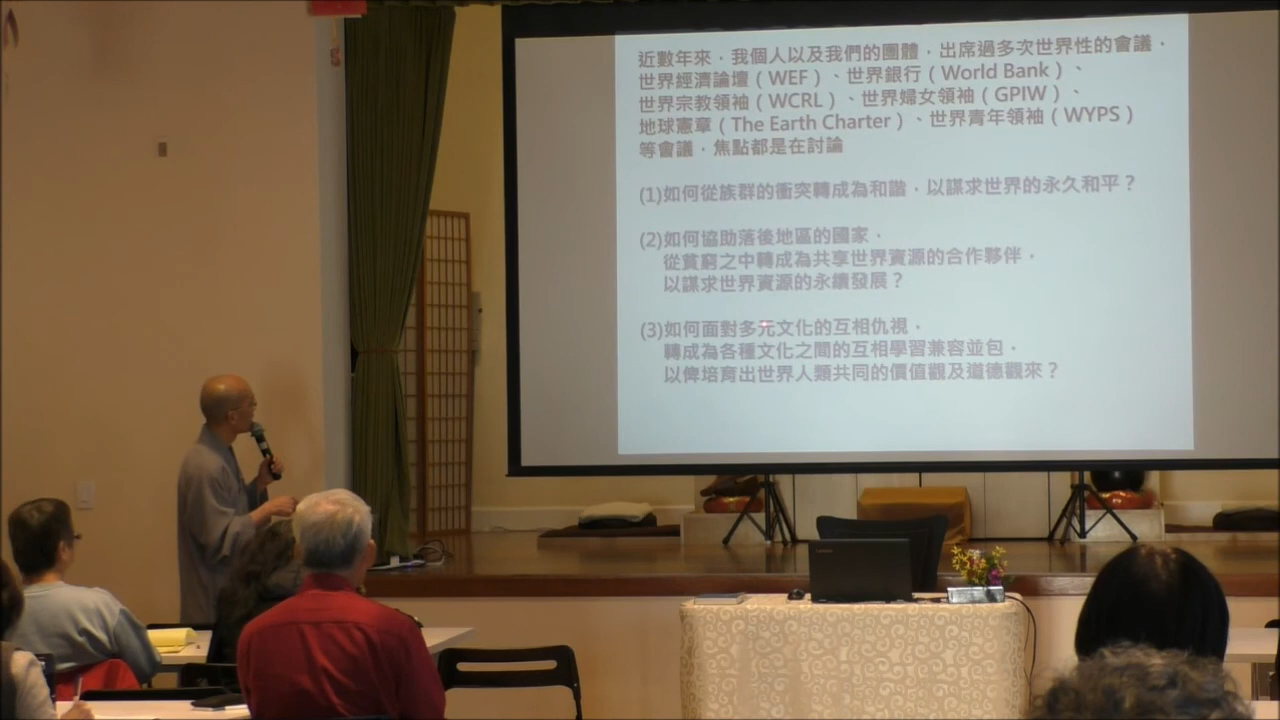 近數年來，我個人以及我們的團體，出席過多次世界性的會議，
世界經濟論壇（WEF）、世界銀行（World Bank）、
世界宗教領袖（WCRL）、世界婦女領袖（GPIW）、
地球憲章（The Earth Charter）、世界青年領袖（WYPS）
等會議，焦點都是在討論
(1)如何從族群的衝突轉成為和諧，以謀求世界的永久和平？
(2)如何協助落後地區的國家，
從貧窮之中轉成為共享世界資源的合作夥伴，
以謀求世界資源的永續發展？
(3)如何面對多元文化的互相仇視，
轉成為各種文化之間的互相學習兼容並包，
以俾培育出世界人類共同的價值觀及道德觀來？